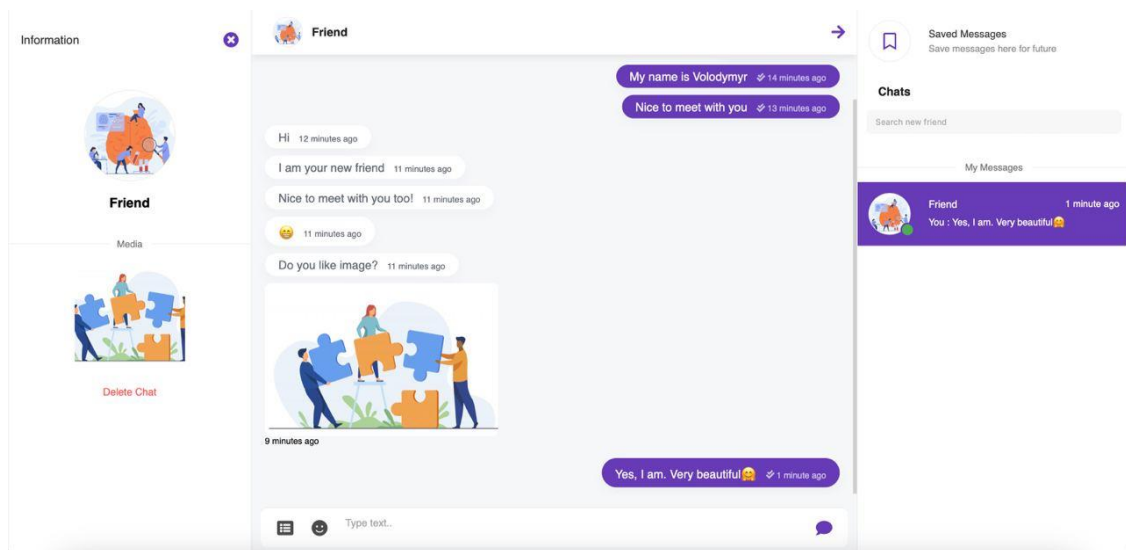 Information
Friend
Media
Delete Chat
Friend
My name is Volodymyr 14 minutes ago
Nice to meet with you 13 minutes ago
Hi 12 minutes ago
I am your new friend 11 minutes ago
Nice to meet with you too! 11 minutes ago
😁 11 minutes ago
Do you like image? 11 minutes ago
9 minutes ago
Yes, I am. Very beautiful🤗 1 minute ago
Type text..
Saved Messages
Save messages here for future
Chats
Search new friend
My Messages
Friend 1 minute ago
You : Yes, I am. Very beautiful🤗